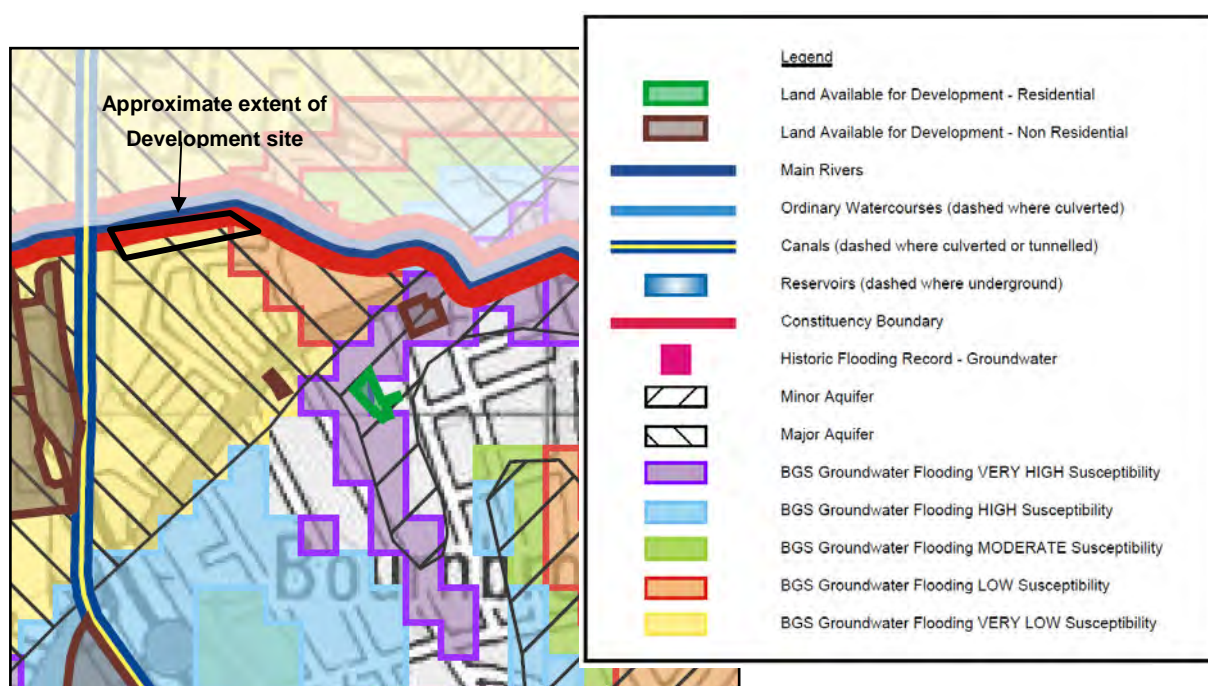 Approximate extent of
Development site
Legend
Land Available for Development - Residential
Land Available for Development - Non Residential
Main Rivers
Ordinary Watercourses (dashed where culverted)
Canals (dashed where culverted or tunnelled)
Reservoirs (dashed where underground)
Constituency Boundary
Historic Flooding Record - Groundwater
Minor Aquifer
Major Aquifer
BGS Groundwater Flooding VERY HIGH Susceptibility
BGS Groundwater Flooding HIGH Susceptibility
BGS Groundwater Flooding MODERATE Susceptibility
BGS Groundwater Flooding LOW Susceptibility
BGS Groundwater Flooding VERY LOW Susceptibility